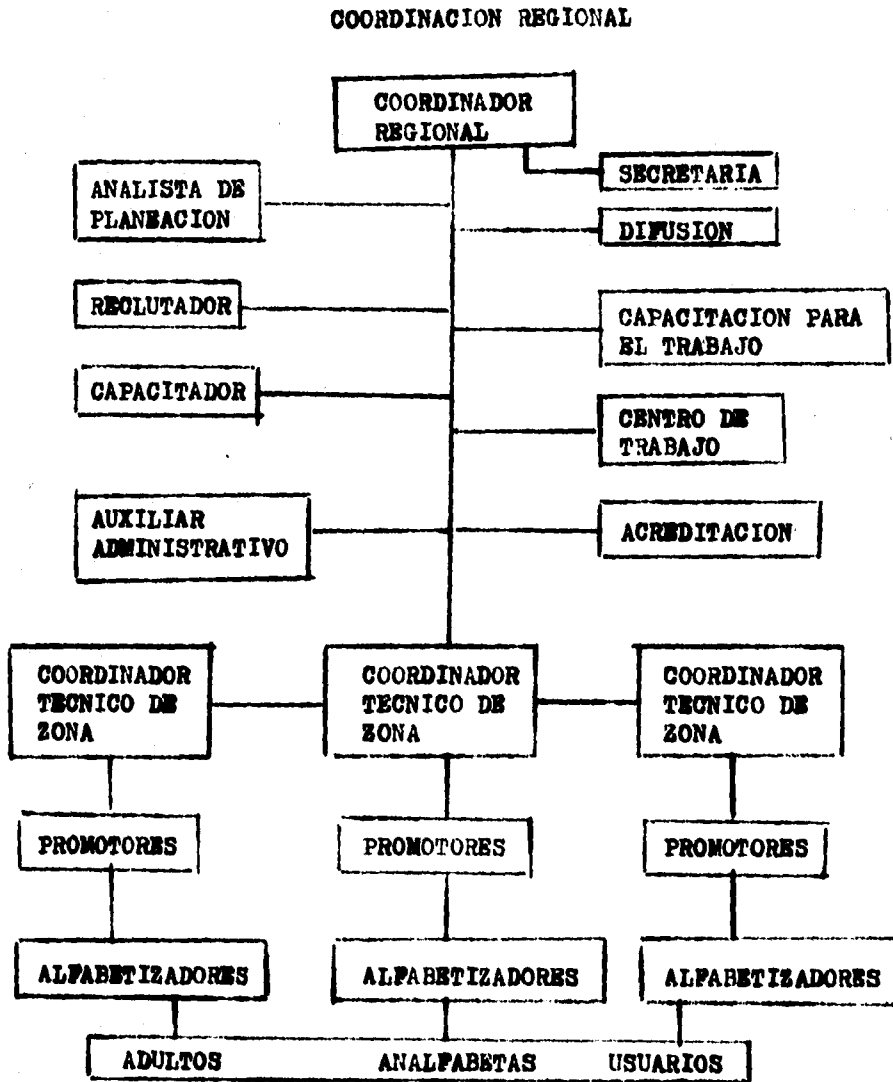 COORDINACION REGIONAL
COORDINADOR
REGIONAL
SECRETARIA
ANALISTA DE
PLANEACION
DIFUSION
RECLUTADOR
CAPACITACION PARA
EL TRABAJO
CAPACITADOR
CENTRO DE
TRABAJO
AUXILIAR
ADMINISTRATIVO
ACREDITACION
COORDINADOR
TECNICO DE
ZONA
COORDINADOR
TECNICO DE
ZONA
COORDINADOR
TECNICO DE
ZONA
PROMOTORES
PROMOTORES
PROMOTORES
ALFABETIZADORES
ALFABETIZADORES
ALFABETIZADORES
ADULTOS ANALFABETAS USUARIOS